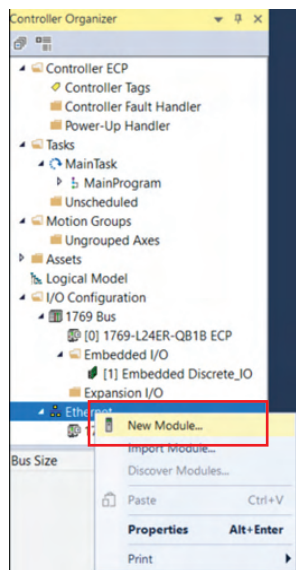 Controller Organizer
Controller ECP
Controller Tags
Controller Fault Handler
Power-Up Handler
Tasks
MainTask
MainProgram
Unscheduled
Motion Groups
Ungrouped Axes
Assets
Logical Model
I/O Configuration
1769 Bus
[0] 1769-L24ER-QB1B ECP
Embedded I/O
[1] Embedded Discrete_IO
Expansion I/O
Ethernet
New Module...
Import Module...
Discover Modules...
Bus Size
Paste Ctrl+V
Properties Alt+Enter
Print